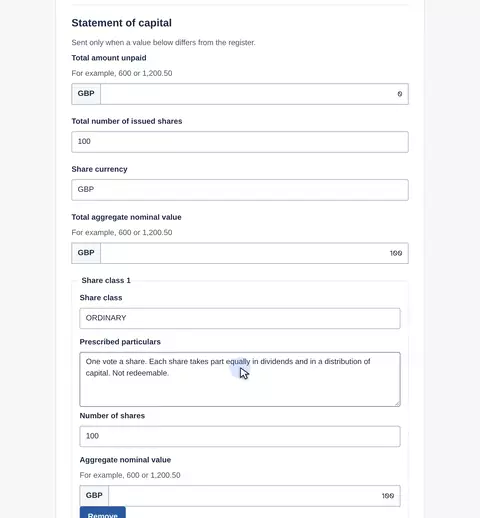 Statement of capital
Sent only when a value below differs from the register.
Total amount unpaid
For example, 600 or 1,200.50
GBP 0
Total number of issued shares
100
Share currency
GBP
Total aggregate nominal value
For example, 600 or 1,200.50
GBP 100
Share class 1
Share class
ORDINARY
Prescribed particulars
One vote a share. Each share takes part equally in dividends and in a distribution of
capital. Not redeemable.
Number of shares
100
Aggregate nominal value
For example, 600 or 1,200.50
GBP 100
Remove